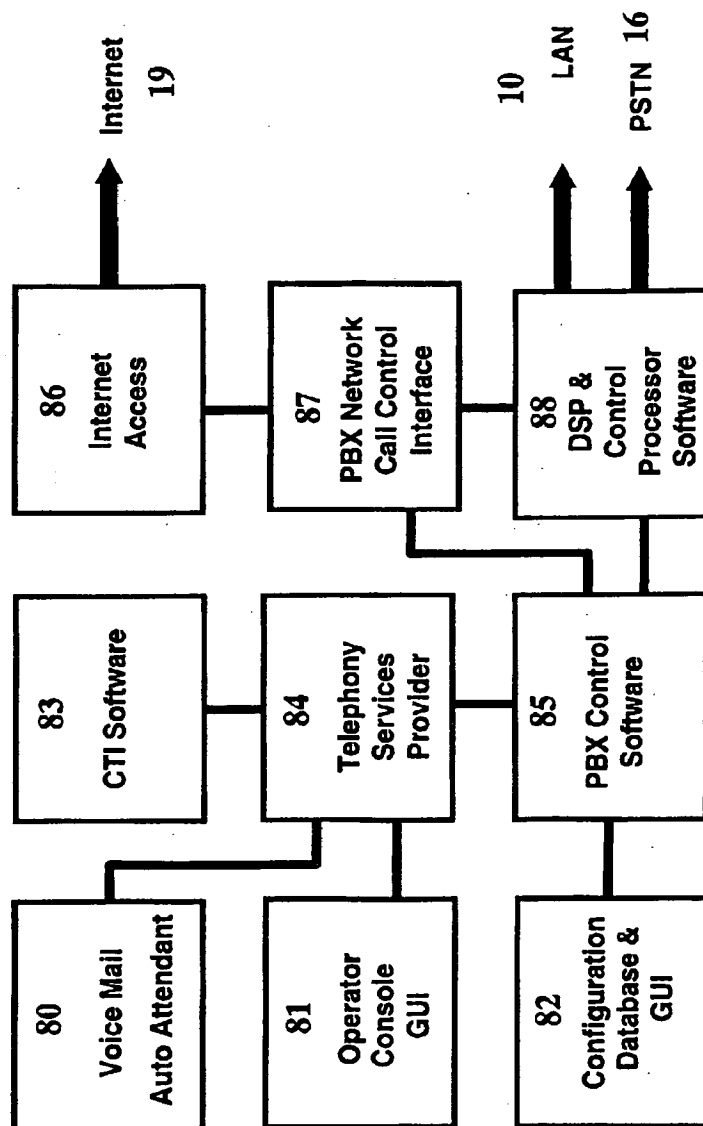 80
Voice Mail
Auto Attendant
83
CTI Software
86
Internet
Access
Internet
19
81
Operator
Console
GUI
84
Telephony
Services
Provider
87
PBX Network
Call Control
Interface
82
Configuration
Database &
GUI
85
PBX Control
Software
88
DSP &
Control
Processor
Software
10
LAN
PSTN 16